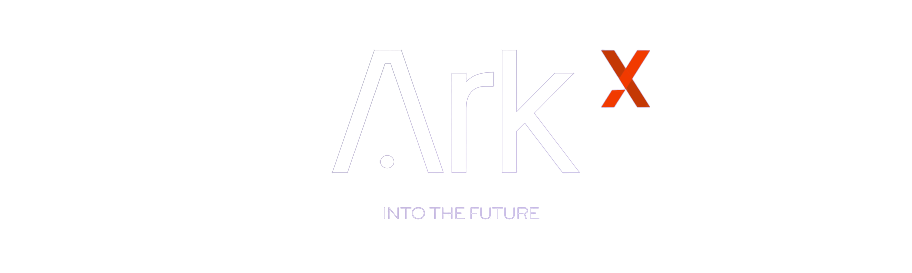 Ark X
INTO THE FUTURE